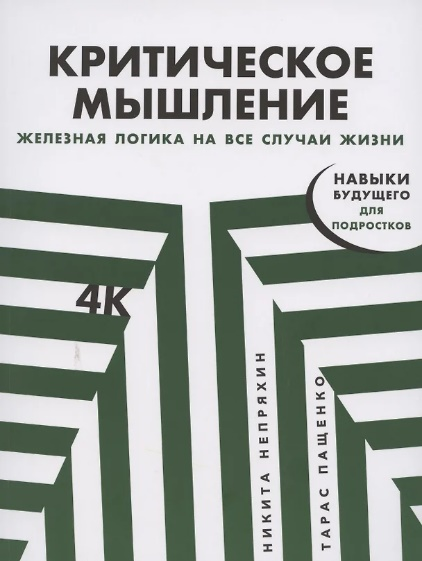 КРИТИЧЕСКОЕ
МЫШЛЕНИЕ
ЖЕЛЕЗНАЯ ЛОГИКА НА ВСЕ СЛУЧАИ ЖИЗНИ
НАВЫКИ
БУДУЩЕГО
ДЛЯ
ПОДРОСТКОВ
4К
НИКИТА НЕПРЯХИН
ТАРАС ПАЩЕНКО